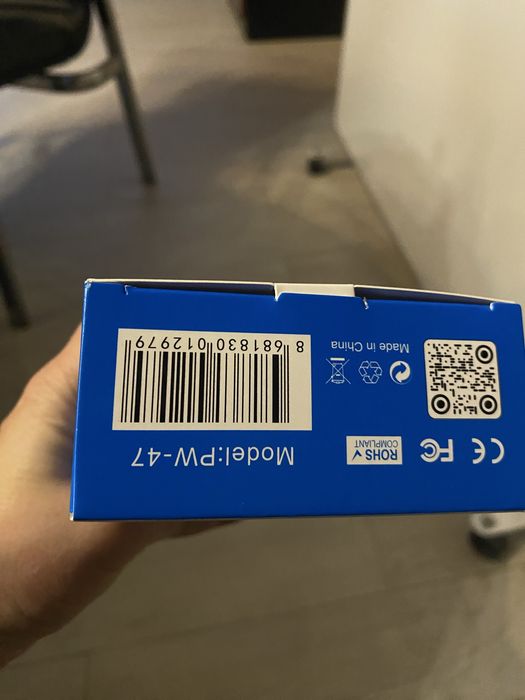 CE FC
ROHS
COMPLIANT
Model:PW-47
Made in China
8 681830 012979